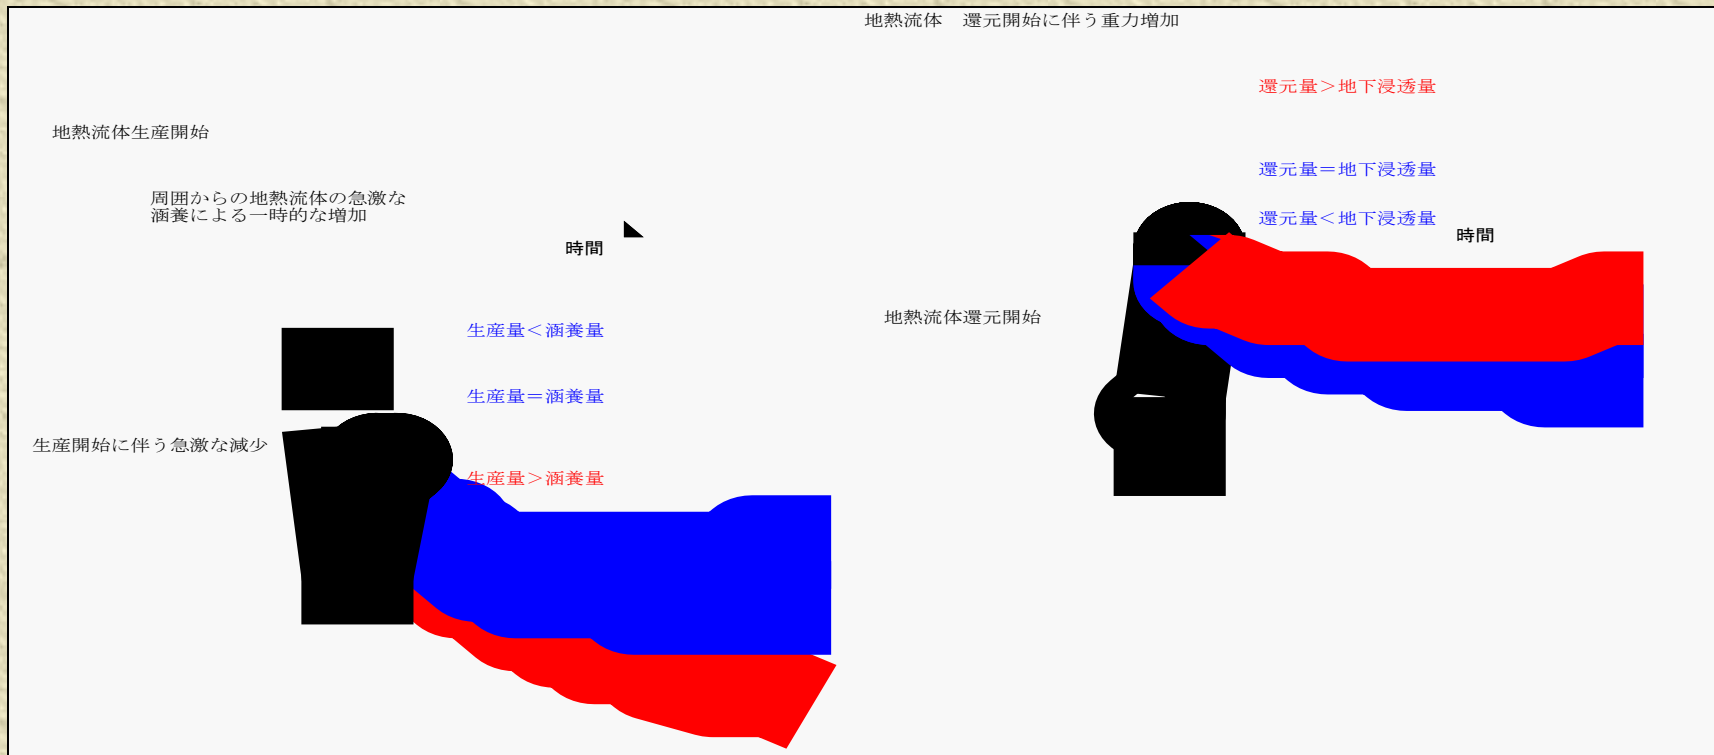 地熱流体生産開始
周囲からの地熱流体の急激な
涵養による一時的な増加
時間
生産量＜涵養量
生産量＝涵養量
生産開始に伴う急激な減少
生産量＞涵養量
地熱流体　還元開始に伴う重力増加
還元量＞地下浸透量
還元量＝地下浸透量
還元量＜地下浸透量
時間
地熱流体還元開始